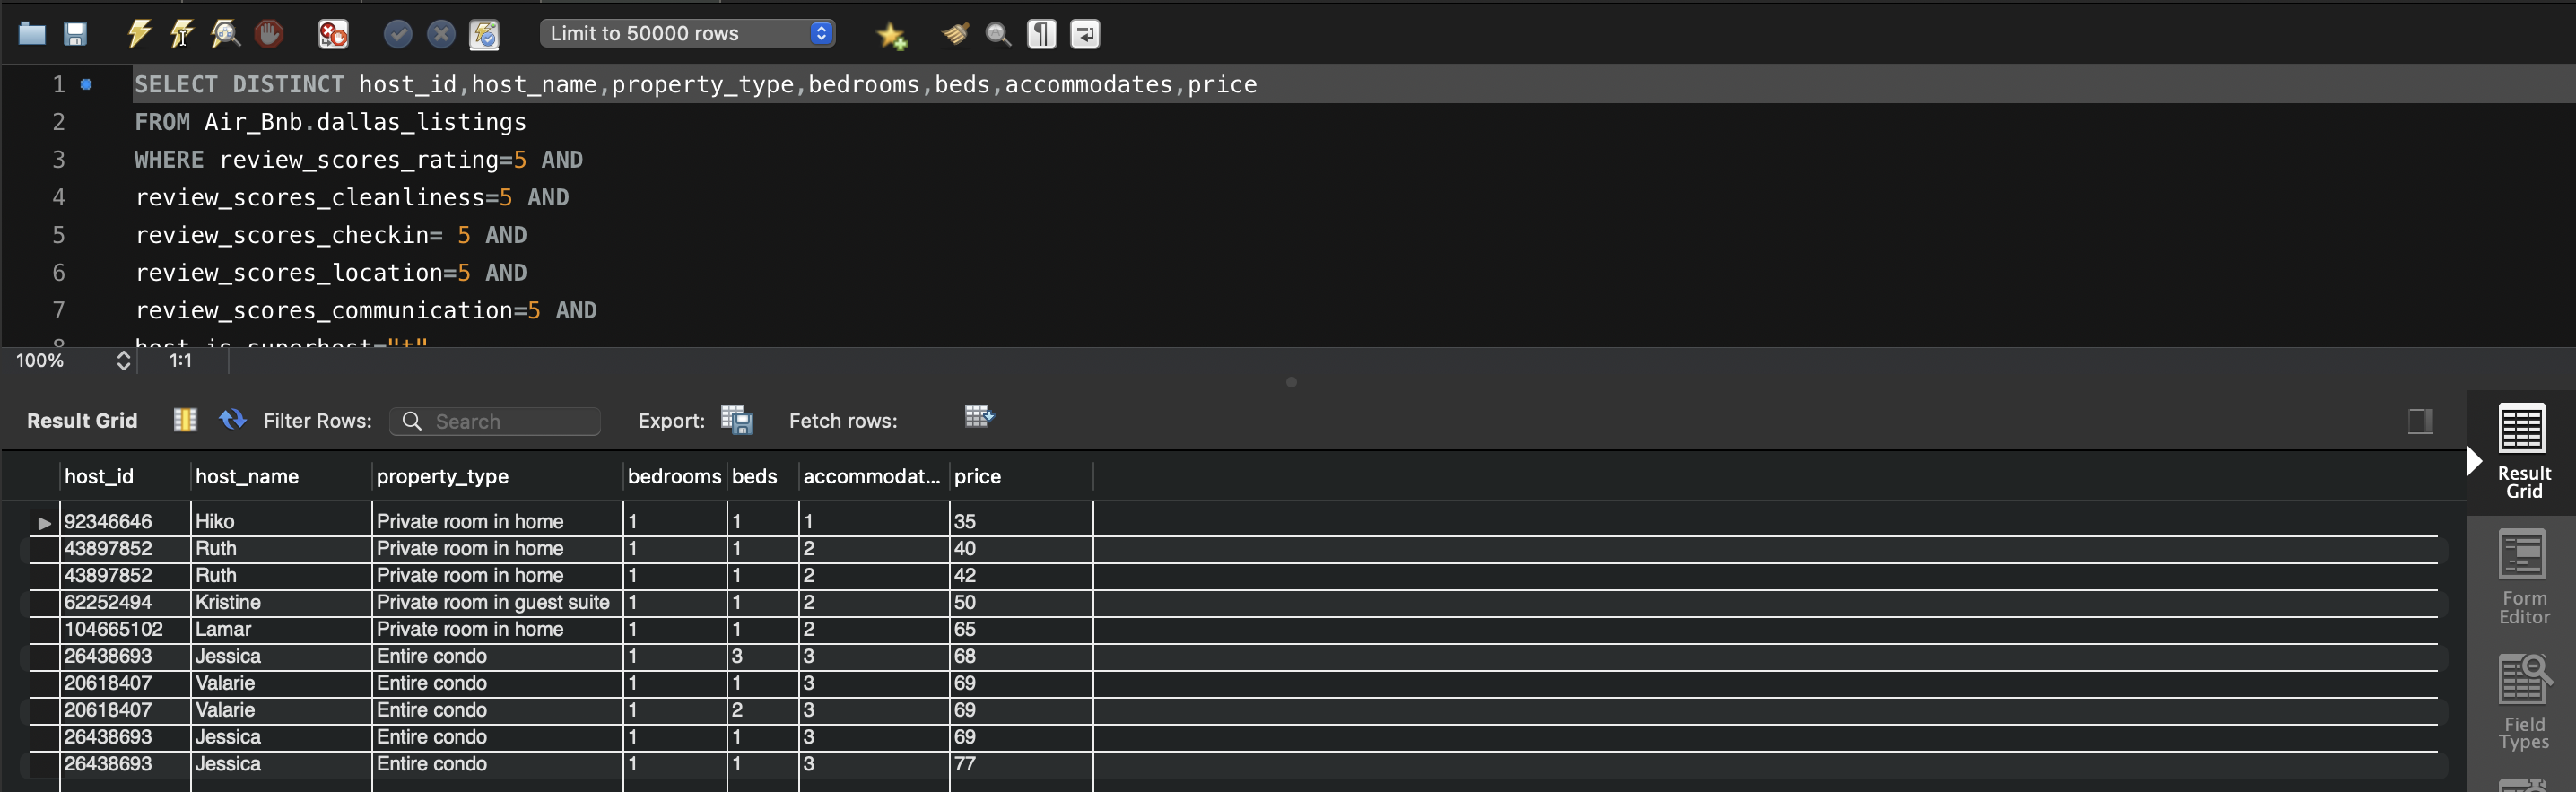 Limit to 50000 rows
1 SELECT DISTINCT host_id,host_name,property_type,bedrooms,beds,accommodates,price
2 FROM Air_Bnb.dallas_listings
3 WHERE review_scores_rating=5 AND
4 review_scores_cleanliness=5 AND
5 review_scores_checkin= 5 AND
6 review_scores_location=5 AND
7 review_scores_communication=5 AND
8 host_is_superhost="t"
100% 1:1
Result Grid Filter Rows: Search Export: Fetch rows:
host_id host_name property_type bedrooms beds accommodat... price
92346646 Hiko Private room in home 1 1 1 35
43897852 Ruth Private room in home 1 1 2 40
43897852 Ruth Private room in home 1 1 2 42
62252494 Kristine Private room in guest suite 1 1 2 50
104665102 Lamar Private room in home 1 1 2 65
26438693 Jessica Entire condo 1 3 3 68
20618407 Valarie Entire condo 1 1 3 69
20618407 Valarie Entire condo 1 2 3 69
26438693 Jessica Entire condo 1 1 3 69
26438693 Jessica Entire condo 1 1 3 77
Result
Grid
Form
Editor
Field
Types